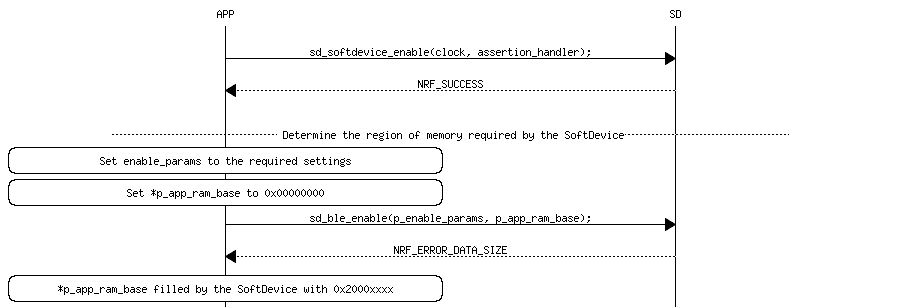 APP SD
sd_softdevice_enable(clock, assertion_handler);
NRF_SUCCESS
Determine the region of memory required by the SoftDevice
Set enable_params to the required settings
Set *p_app_ram_base to 0x00000000
sd_ble_enable(p_enable_params, p_app_ram_base);
NRF_ERROR_DATA_SIZE
*p_app_ram_base filled by the SoftDevice with 0x2000xxxx